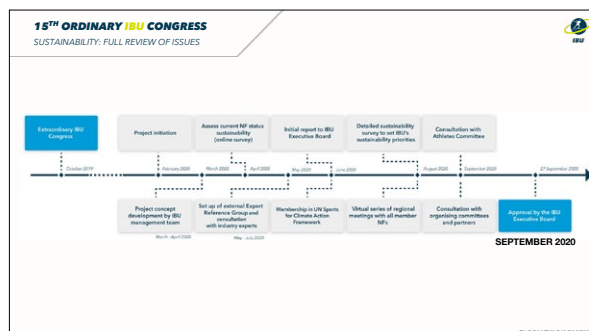 15TH ORDINARY IBU CONGRESS
SUSTAINABILITY: FULL REVIEW OF ISSUES
IBU
Extraordinary IBU
Congress
Project initiation
Assess current NF status
sustainability
(online survey)
Initial report to IBU
Executive Board
Detailed sustainability
survey to set IBU's
sustainability priorities
Consultation with
Athletes Committee
October 2019
February 2020
March 2020
April 2020
May 2020
June 2020
August 2020
September 2020
27 September 2020
Project concept
development by IBU
management team
March - April 2020
Set up of external Expert
Reference Group and
consultation
with industry experts
May - July 2020
Membership in UN Sports
for Climate Action
Framework
Virtual series of regional
meetings with all member
NFs
Consultation with
organising committees
and partners
Approval by the IBU
Executive Board
SEPTEMBER 2020